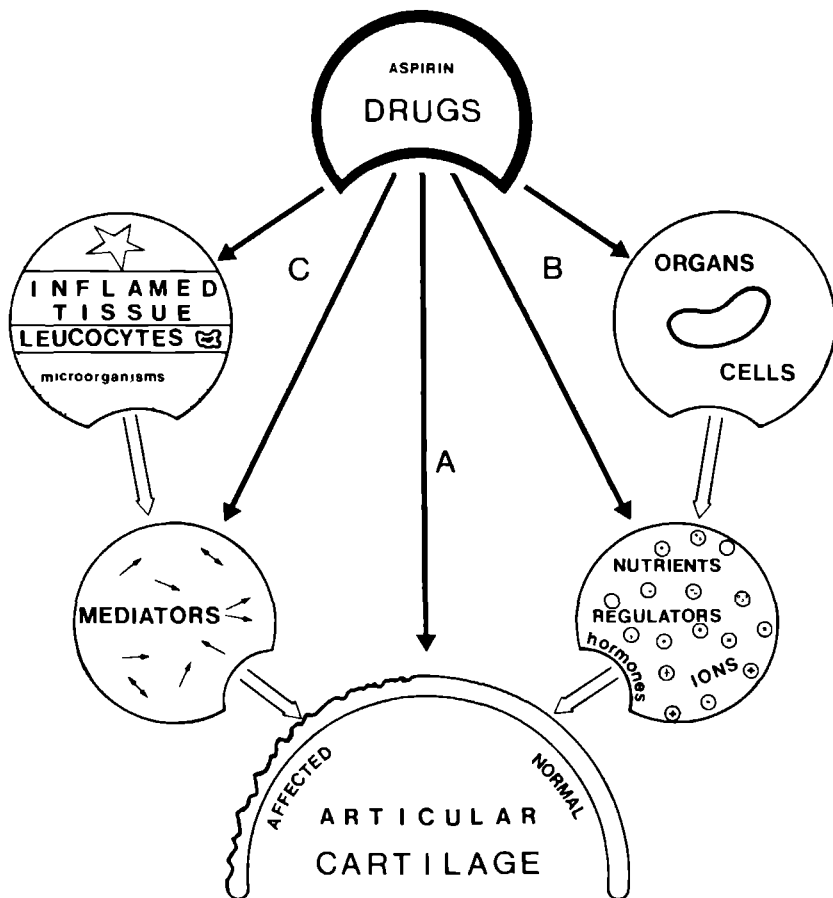 ASPIRIN
DRUGS
C
B
A
INFLAMED
TISSUE
LEUCOCYTES
microorganisms
ORGANS
CELLS
MEDIATORS
NUTRIENTS
REGULATORS
hormones
IONS
AFFECTED
NORMAL
ARTICULAR
CARTILAGE